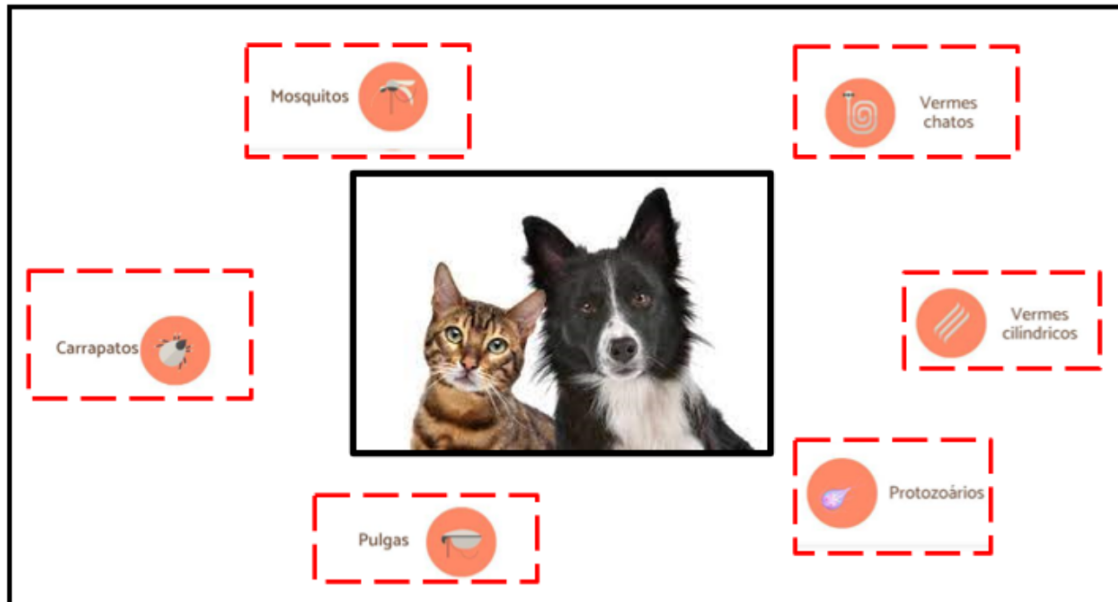 Mosquitos
Vermes
chatos
Carrapatos
Vermes
cilíndricos
Protozoários
Pulgas